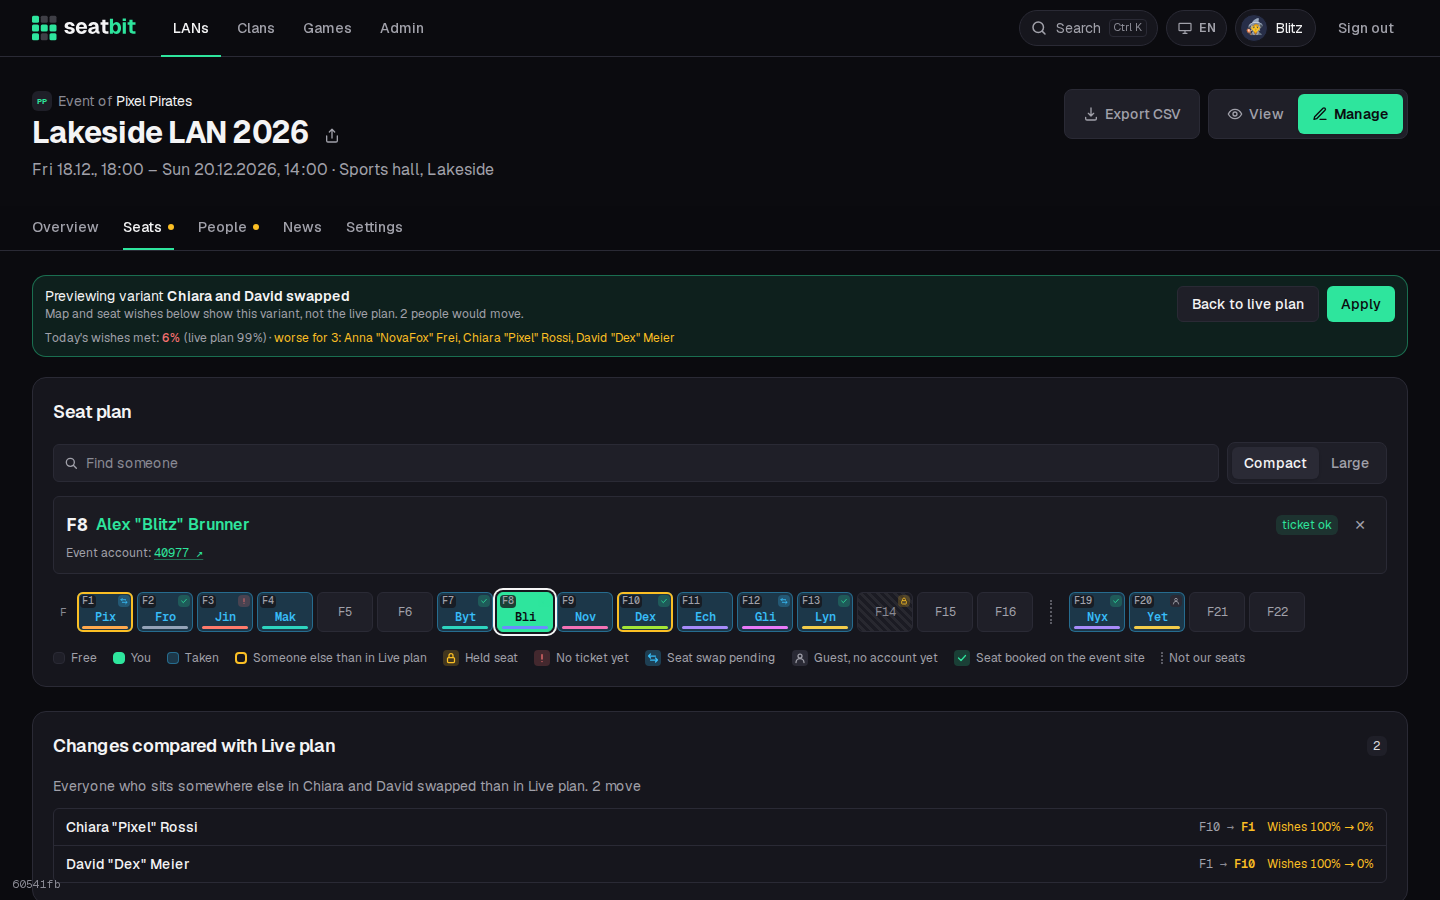 seatbit LANs Clans Games Admin Search Ctrl K EN Blitz Sign out
PP Event of Pixel Pirates
Lakeside LAN 2026
Export CSV View Manage
Fri 18.12., 18:00 – Sun 20.12.2026, 14:00 · Sports hall, Lakeside
Overview Seats People News Settings
Previewing variant Chiara and David swapped
Map and seat wishes below show this variant, not the live plan. 2 people would move.
Today's wishes met: 6% (live plan 99%) · worse for 3: Anna "NovaFox" Frei, Chiara "Pixel" Rossi, David "Dex" Meier
Back to live plan Apply
Seat plan
Find someone Compact Large
F8 Alex "Blitz" Brunner ticket ok ✕
Event account: 40977 ↗
F F1 Pix F2 Fro F3 Jin F4 Mak F5 F6 F7 Byt F8 Bli F9 Nov F10 Dex F11 Ech F12 Gli F13 Lyn F14 F15 F16 F19 Nyx F20 Yet F21 F22
Free You Taken Someone else than in Live plan Held seat No ticket yet Seat swap pending Guest, no account yet Seat booked on the event site Not our seats
Changes compared with Live plan 2
Everyone who sits somewhere else in Chiara and David swapped than in Live plan. 2 move
Chiara "Pixel" Rossi F10 → F1 Wishes 100% → 0%
David "Dex" Meier F1 → F10 Wishes 100% → 0%
60541fb